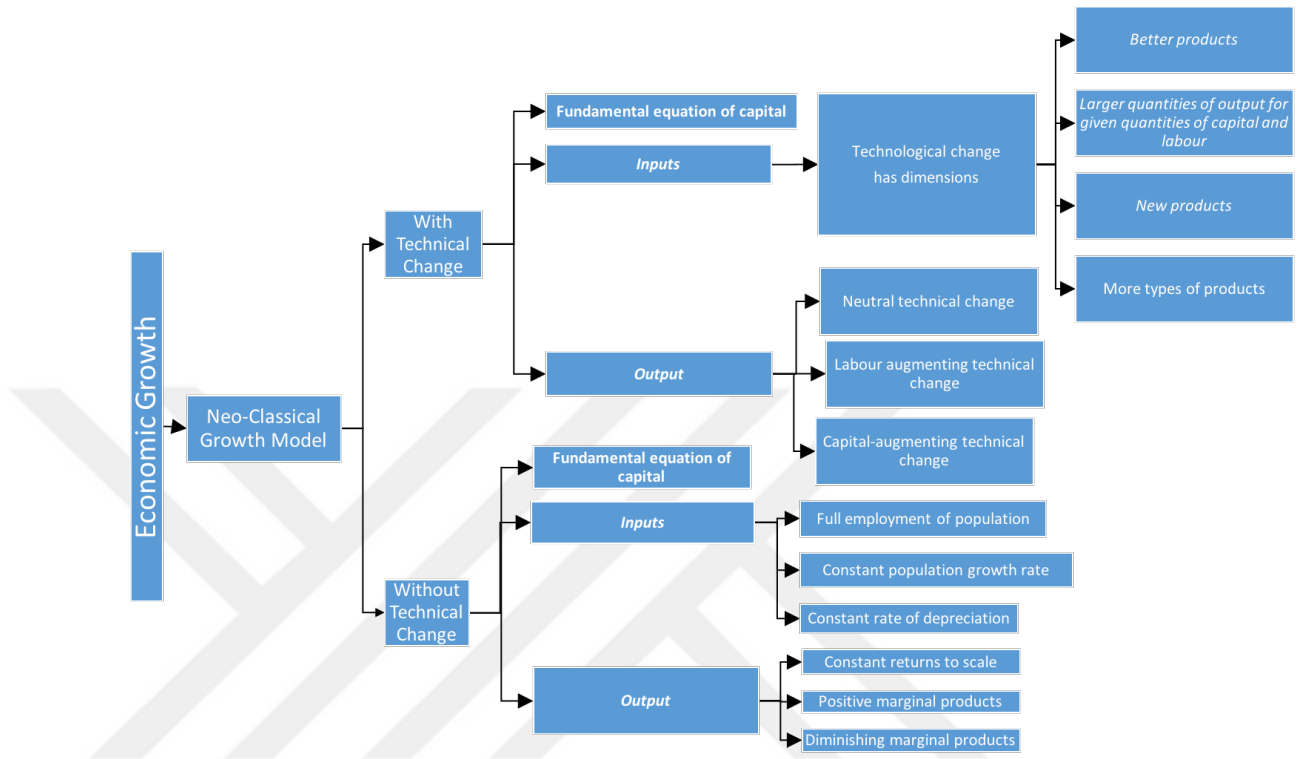 Economic Growth
Neo-Classical
Growth Model
With
Technical
Change
Fundamental equation of capital
Inputs
Technological change
has dimensions
Better products
Larger quantities of output for
given quantities of capital and
labour
New products
More types of products
Output
Neutral technical change
Labour augmenting technical
change
Capital-augmenting technical
change
Without
Technical
Change
Fundamental equation of
capital
Inputs
Full employment of population
Constant population growth rate
Constant rate of depreciation
Output
Constant returns to scale
Positive marginal products
Diminishing marginal products